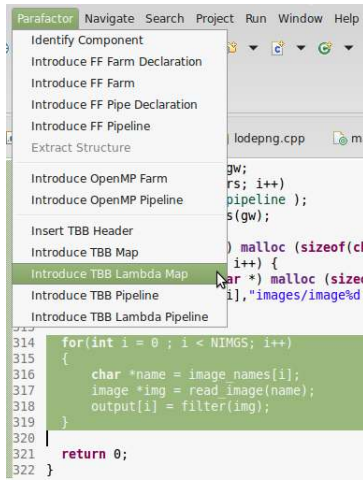 Parafactor Navigate Search Project Run Window Help
Identify Component
Introduce FF Farm Declaration
Introduce FF Farm
Introduce FF Pipe Declaration
Introduce FF Pipeline
Extract Structure
lodepng.cpp m
gw;
Introduce OpenMP Farm
rs; i++)
Introduce OpenMP Pipeline
pipeline );
s(gw);
Insert TBB Header
Introduce TBB Map
) malloc (sizeof(ch
i++) {
Introduce TBB Lambda Map
ar *) malloc (sizeo
Introduce TBB Pipeline
i],"images/image%d
Introduce TBB Lambda Pipeline
313
314 for(int i = 0 ; i < NIMGS; i++)
315 {
316 char *name = image_names[i];
317 image *img = read_image(name);
318 output[i] = filter(img);
319 }
320
321 return 0;
322 }